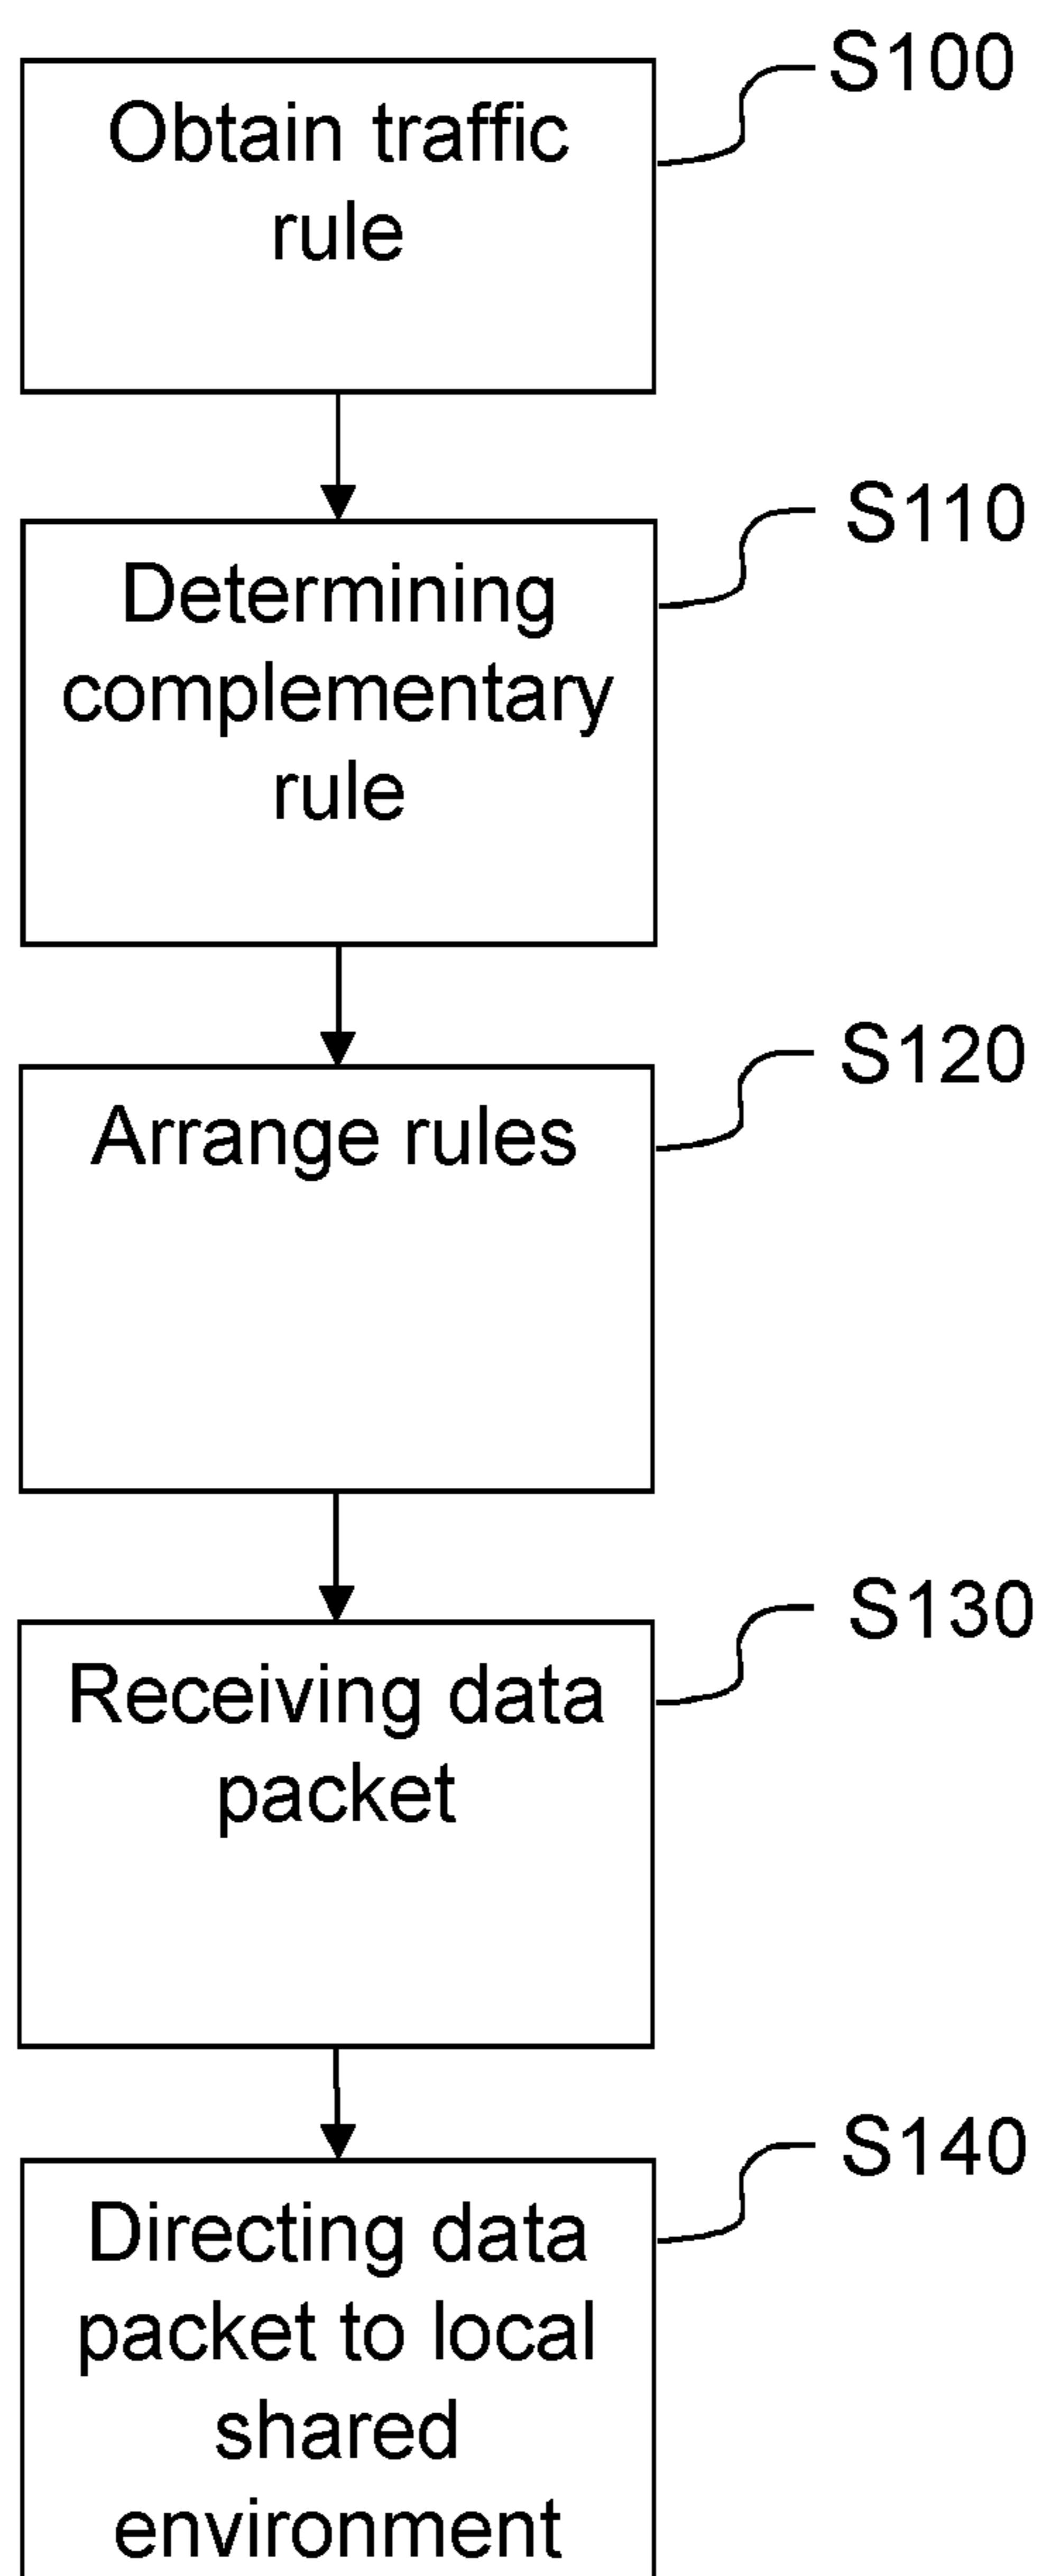 S100
Obtain traffic
rule
S110
Determining
complementary
rule
S120
Arrange rules
S130
Receiving data
packet
S140
Directing data
packet to local
shared
environment